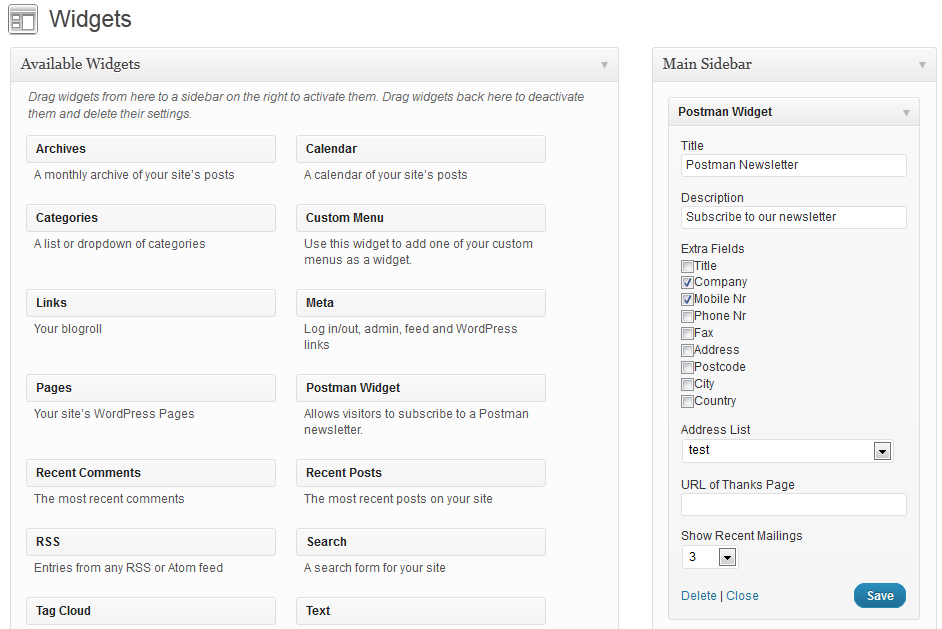 Widgets
Available Widgets
Drag widgets from here to a sidebar on the right to activate them. Drag widgets back here to deactivate
them and delete their settings.
Archives
A monthly archive of your site's posts
Calendar
A calendar of your site's posts
Categories
A list or dropdown of categories
Custom Menu
Use this widget to add one of your custom
menus as a widget.
Links
Your blogroll
Meta
Log in/out, admin, feed and WordPress
links
Pages
Your site's WordPress Pages
Postman Widget
Allows visitors to subscribe to a Postman
newsletter.
Recent Comments
The most recent comments
Recent Posts
The most recent posts on your site
RSS
Entries from any RSS or Atom feed
Search
A search form for your site
Tag Cloud
Text
Main Sidebar
Postman Widget
Title
Postman Newsletter
Description
Subscribe to our newsletter
Extra Fields
Title
Company
Mobile Nr
Phone Nr
Fax
Address
Postcode
City
Country
Address List
test
URL of Thanks Page
Show Recent Mailings
3
Delete | Close
Save